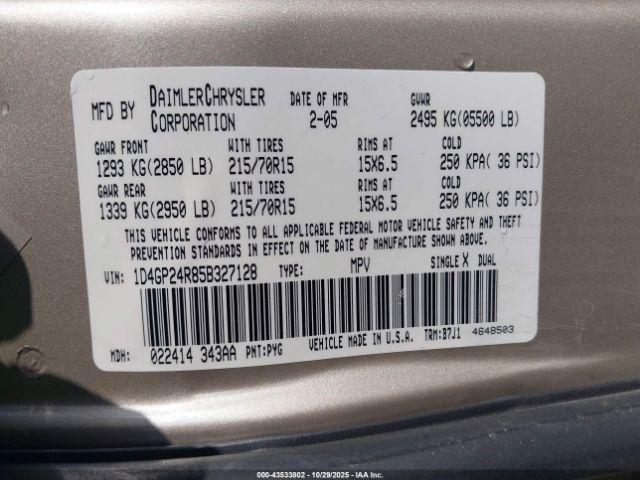 MFD BY DAIMLERCHRYSLER CORPORATION DATE OF MFR 2-05 GVWR 2495 KG(05500 LB)
GAWR FRONT WITH TIRES RIMS AT COLD
1293 KG(2850 LB) 215/70R15 15X6.5 250 KPA( 36 PSI)
GAWR REAR WITH TIRES RIMS AT COLD
1339 KG(2950 LB) 215/70R15 15X6.5 250 KPA( 36 PSI)
THIS VEHICLE CONFORMS TO ALL APPLICABLE FEDERAL MOTOR VEHICLE SAFETY AND THEFT
PREVENTION STANDARDS IN EFFECT ON THE DATE OF MANUFACTURE SHOWN ABOVE.
VIN: 1D4GP24R85B327128 TYPE: MPV SINGLE X DUAL
MDH: 022414 343AA PNT:PYG VEHICLE MADE IN U.S.A. TRM:B7J1 4648503
000-43533802 - 10/29/2025 - Copyright © IAA, LLC. All Rights Reserved.